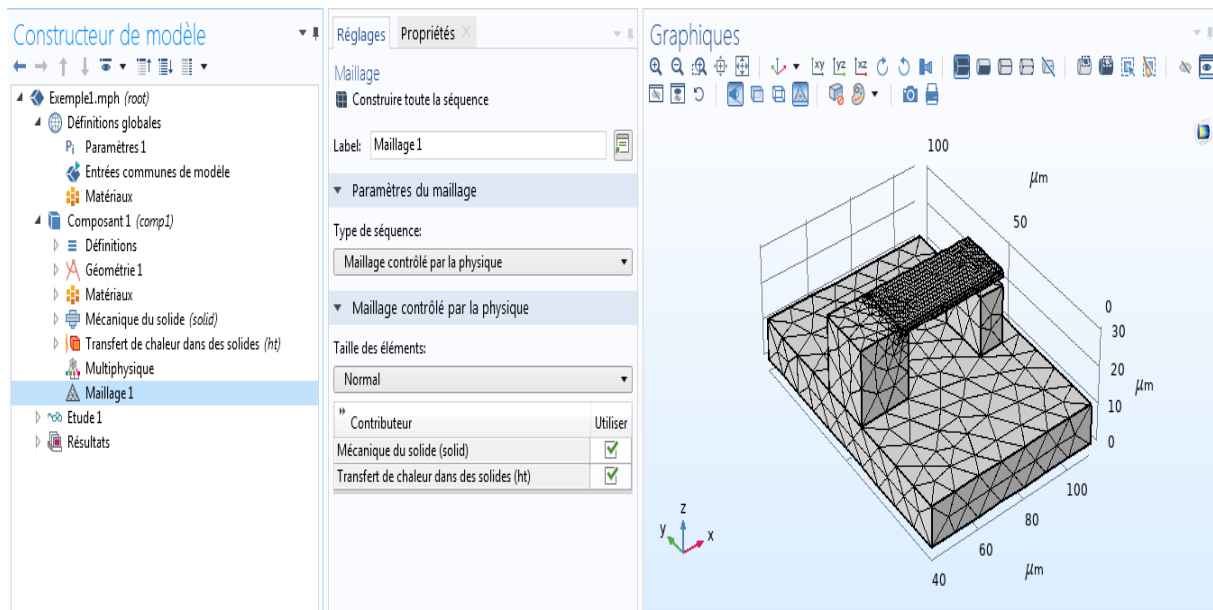 Constructeur de modèle
Exemple1.mph (root)
Définitions globales
Pi Paramètres 1
Entrées communes de modèle
Matériaux
Composant 1 (comp1)
Définitions
Géométrie 1
Matériaux
Mécanique du solide (solid)
Transfert de chaleur dans des solides (ht)
Multiphysique
Maillage 1
Etude 1
Résultats
Réglages Propriétés
Maillage
Construire toute la séquence
Label: Maillage 1
Paramètres du maillage
Type de séquence:
Maillage contrôlé par la physique
Maillage contrôlé par la physique
Taille des éléments:
Normal
Contributeur Utiliser
Mécanique du solide (solid)
Transfert de chaleur dans des solides (ht)
Graphiques
xy yz xz
100
µm
50
0
30
20
µm
10
0
100
80
60
µm
40
z
y
x